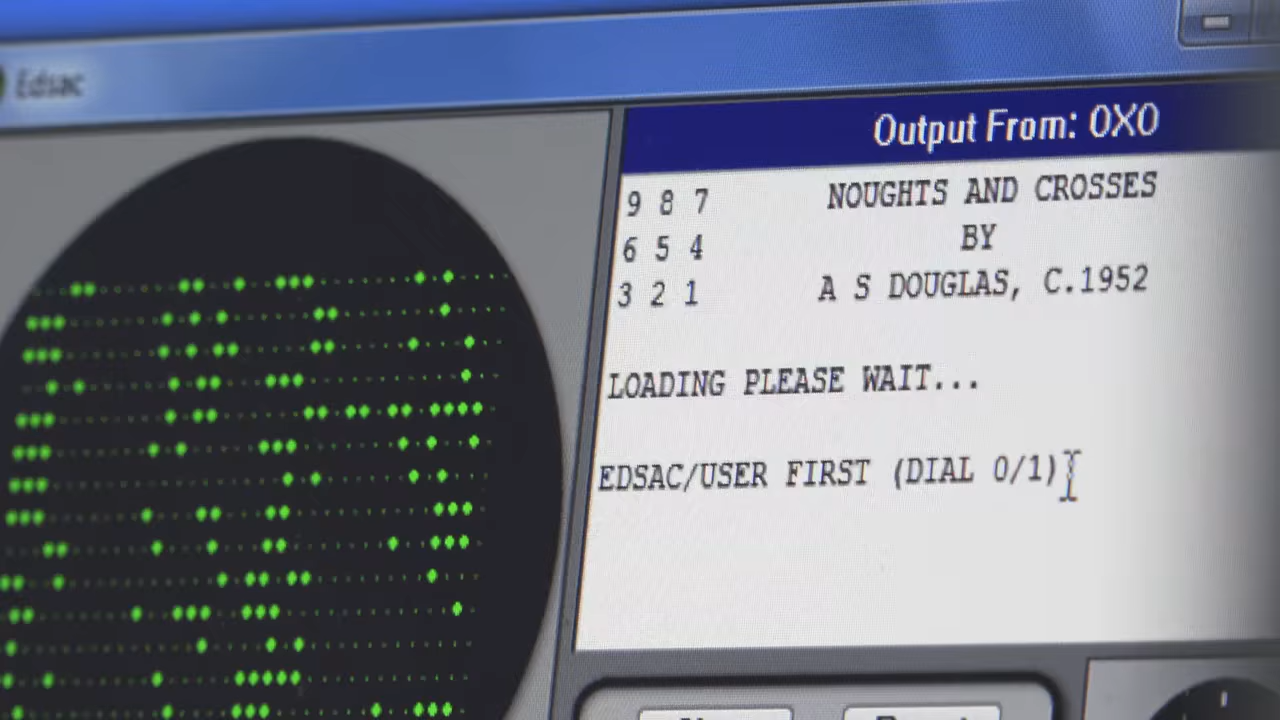 Edsac
Output From: OXO
9 8 7 NOUGHTS AND CROSSES
6 5 4 BY
3 2 1 A S DOUGLAS, C.1952
LOADING PLEASE WAIT...
EDSAC/USER FIRST (DIAL 0/1)